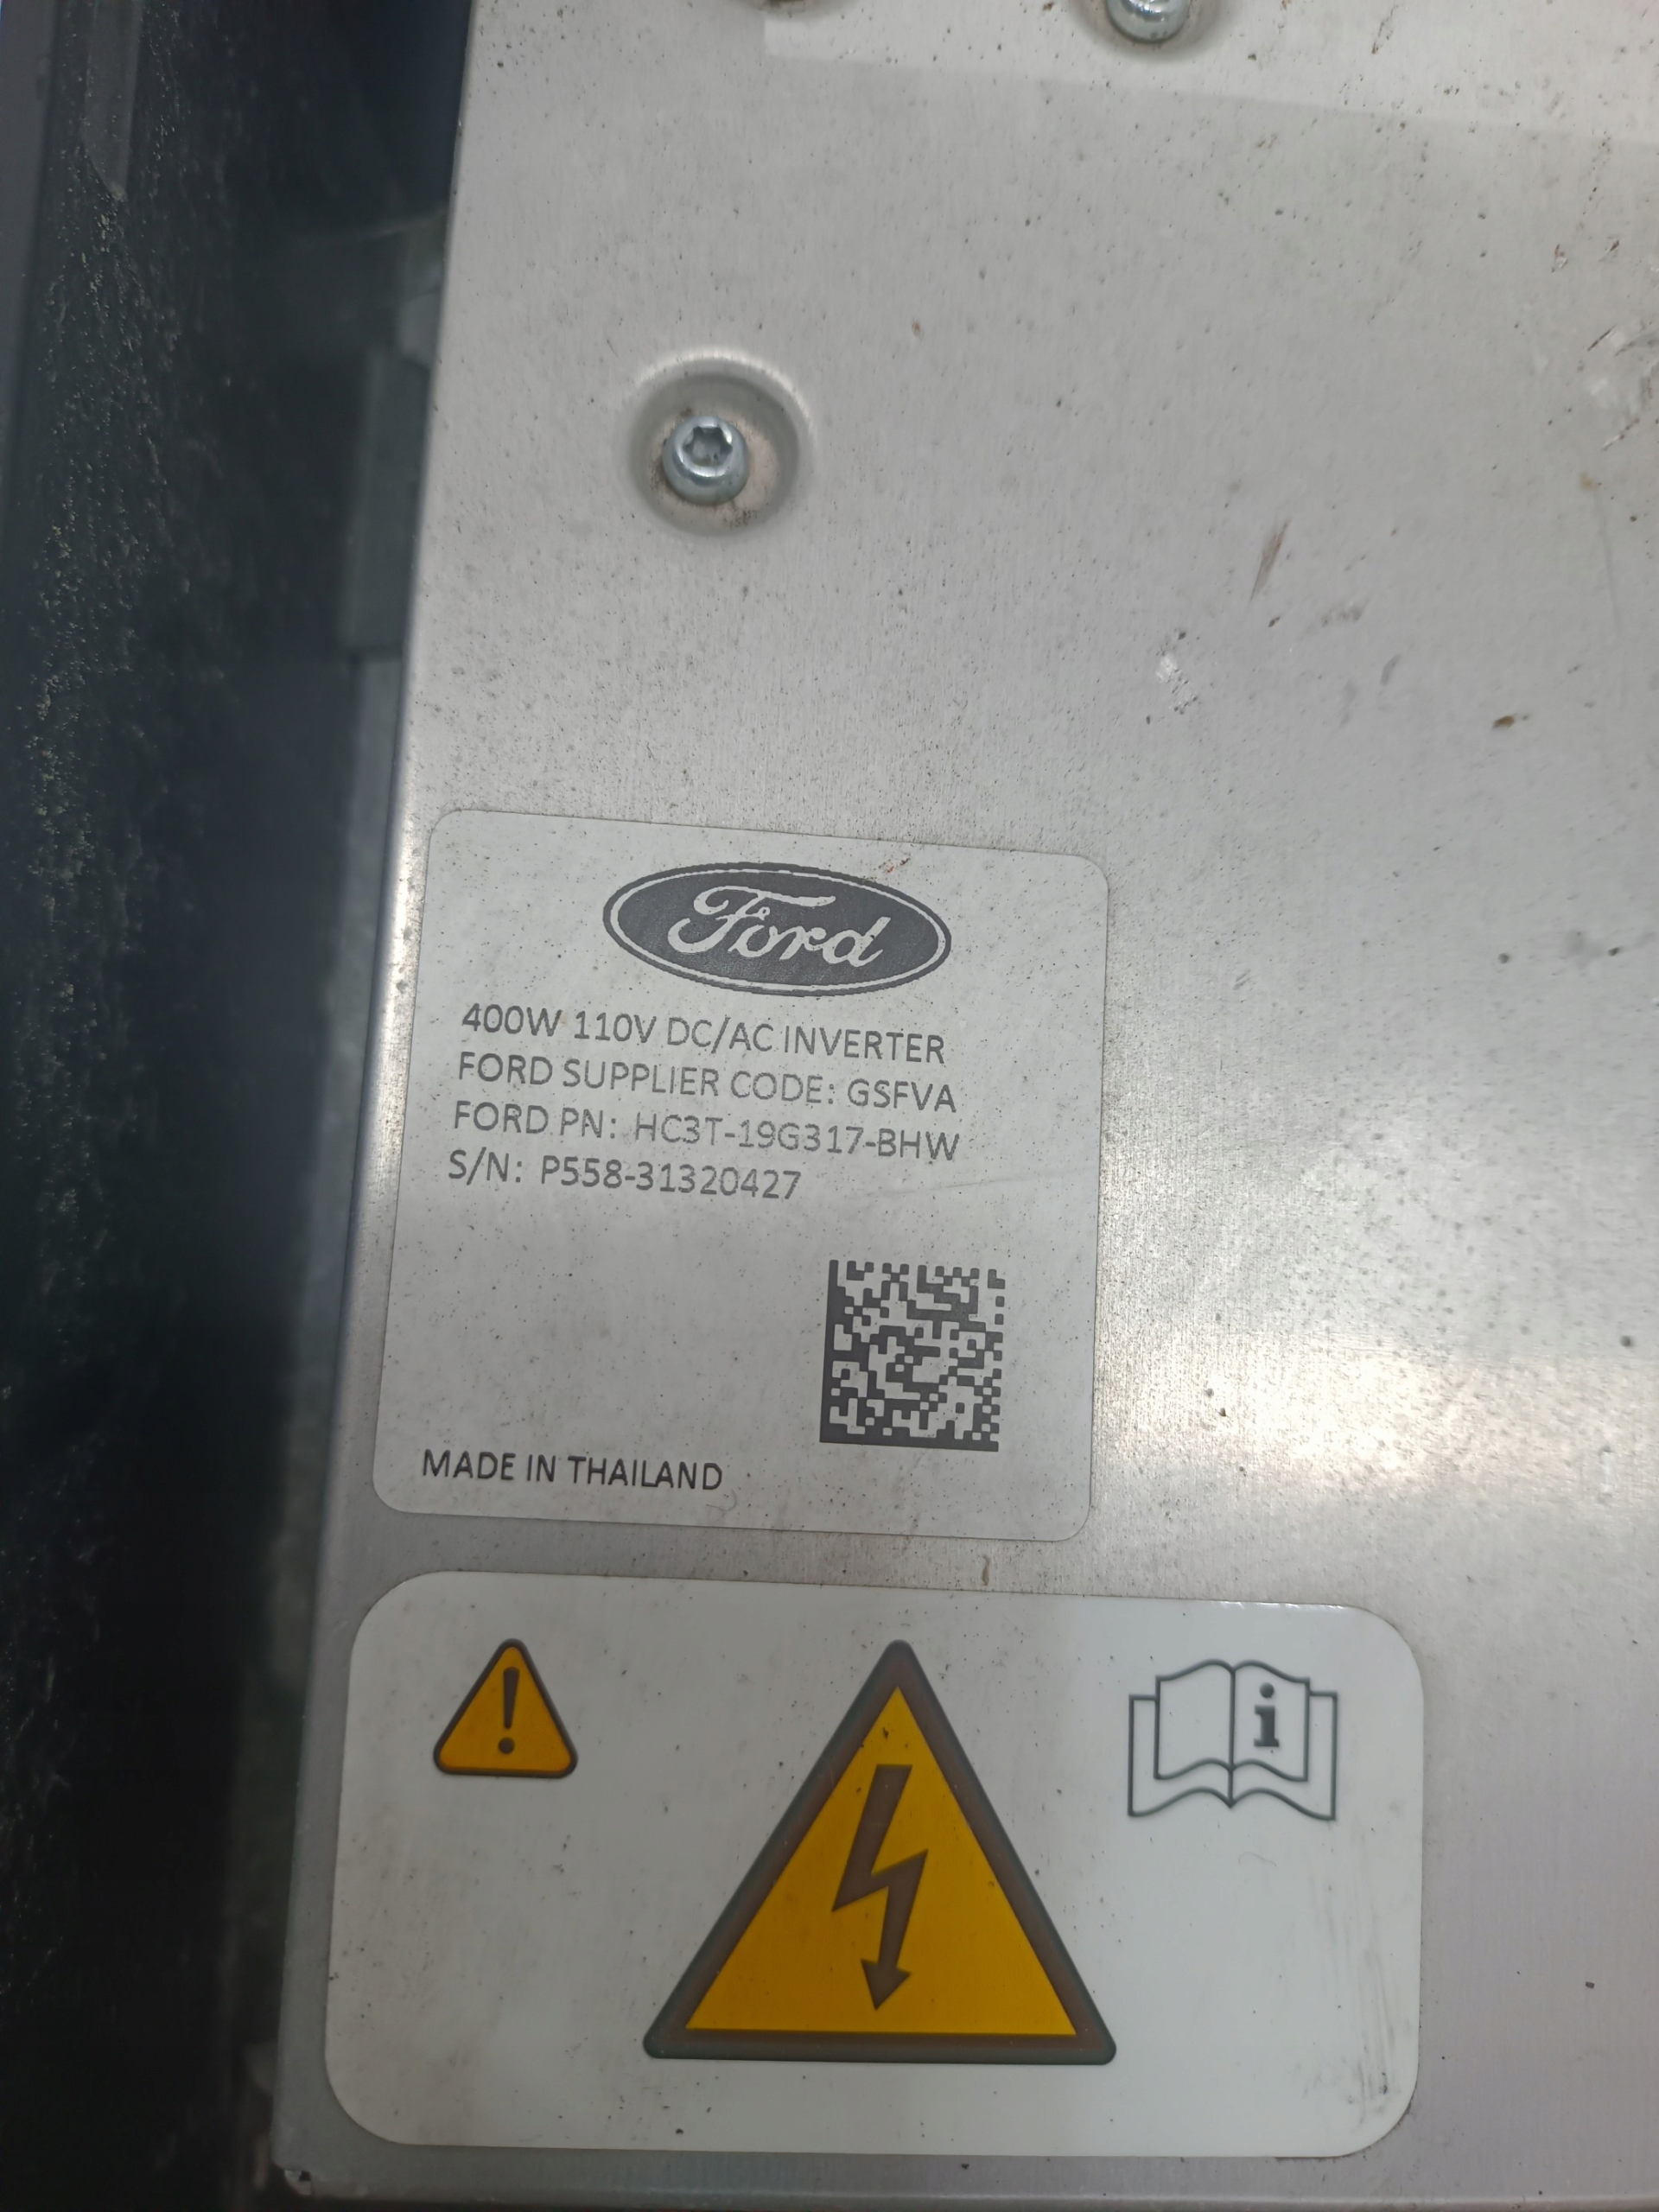 Ford
400W 110V DC/AC INVERTER
FORD SUPPLIER CODE: GSFVA
FORD PN: HC3T-19G317-BHW
S/N: P558-31320427
MADE IN THAILAND